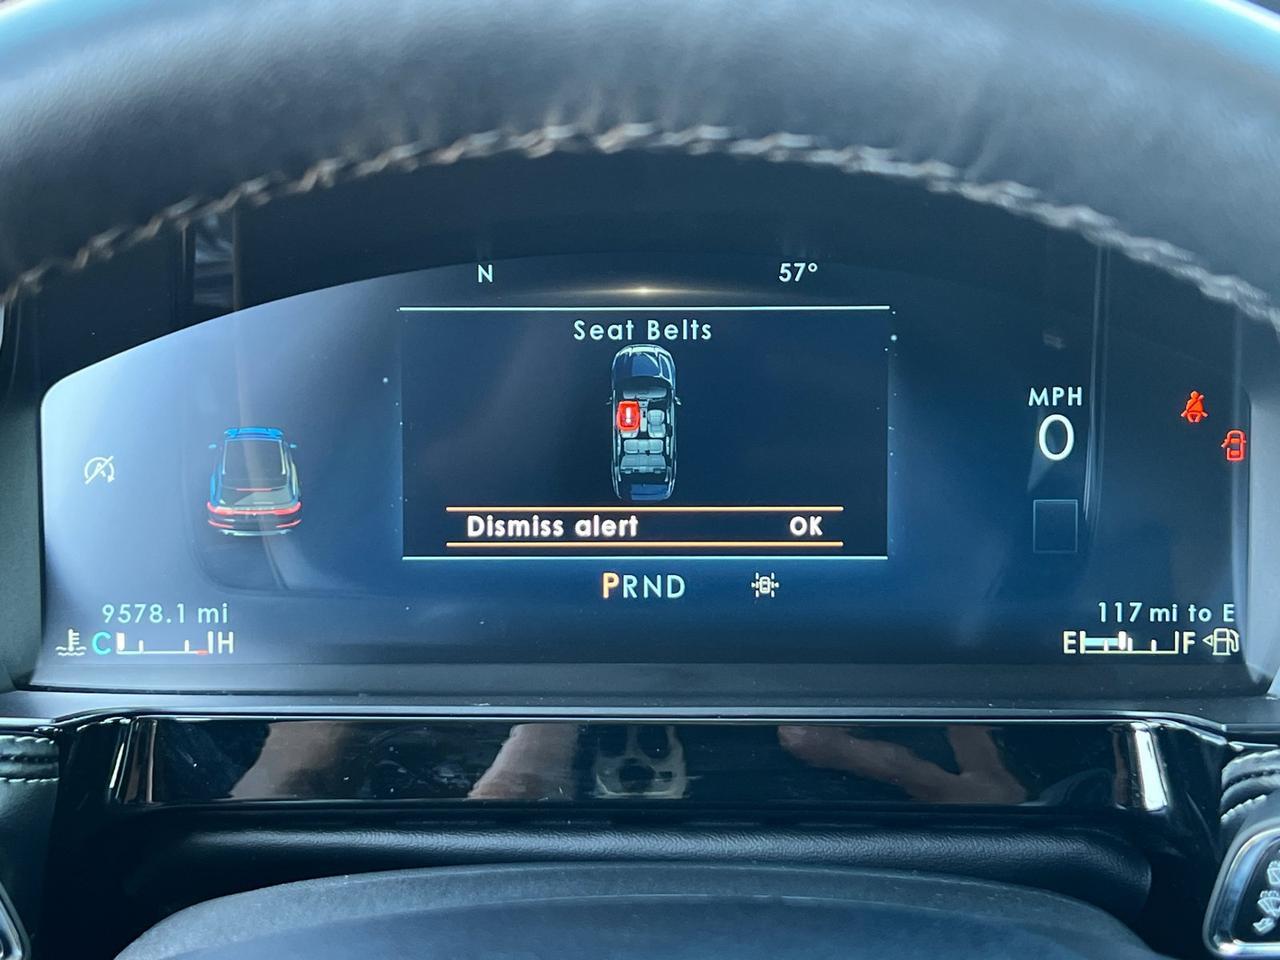 N 57°
Seat Belts
MPH
0
Dismiss alert OK
PRND
9578.1 mi
117 mi to E
C H
E F